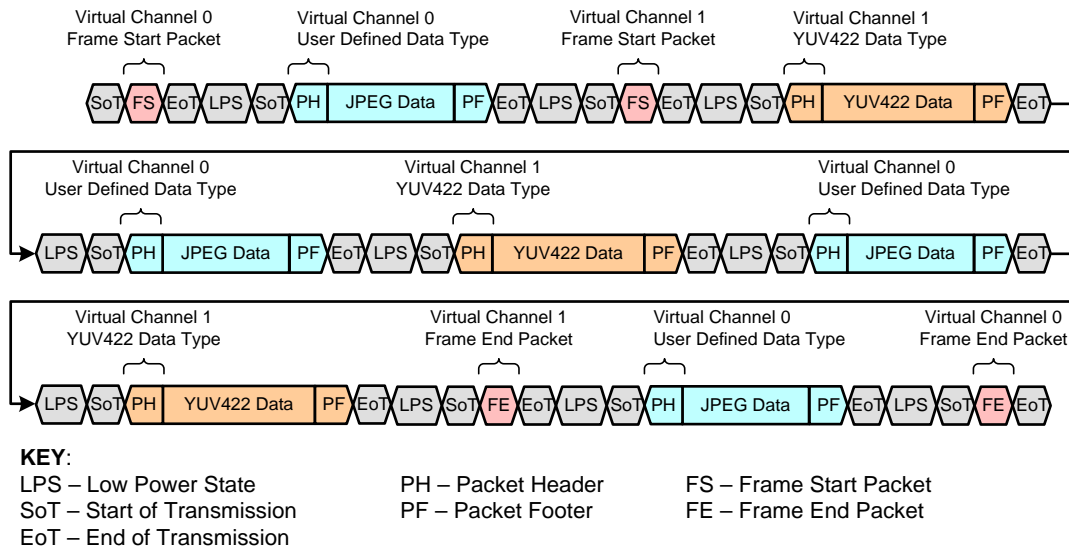 Virtual Channel 0
Frame Start Packet
Virtual Channel 0
User Defined Data Type
Virtual Channel 1
Frame Start Packet
Virtual Channel 1
YUV422 Data Type
SoT FS EoT LPS SoT PH JPEG Data PF EoT LPS SoT FS EoT LPS SoT PH YUV422 Data PF EoT
Virtual Channel 0
User Defined Data Type
Virtual Channel 1
YUV422 Data Type
Virtual Channel 0
User Defined Data Type
LPS SoT PH JPEG Data PF EoT LPS SoT PH YUV422 Data PF EoT LPS SoT PH JPEG Data PF EoT
Virtual Channel 1
YUV422 Data Type
Virtual Channel 1
Frame End Packet
Virtual Channel 0
User Defined Data Type
Virtual Channel 0
Frame End Packet
LPS SoT PH YUV422 Data PF EoT LPS SoT FE EoT LPS SoT PH JPEG Data PF EoT LPS SoT FE EoT
KEY:
LPS – Low Power State
SoT – Start of Transmission
EoT – End of Transmission
PH – Packet Header
PF – Packet Footer
FS – Frame Start Packet
FE – Frame End Packet